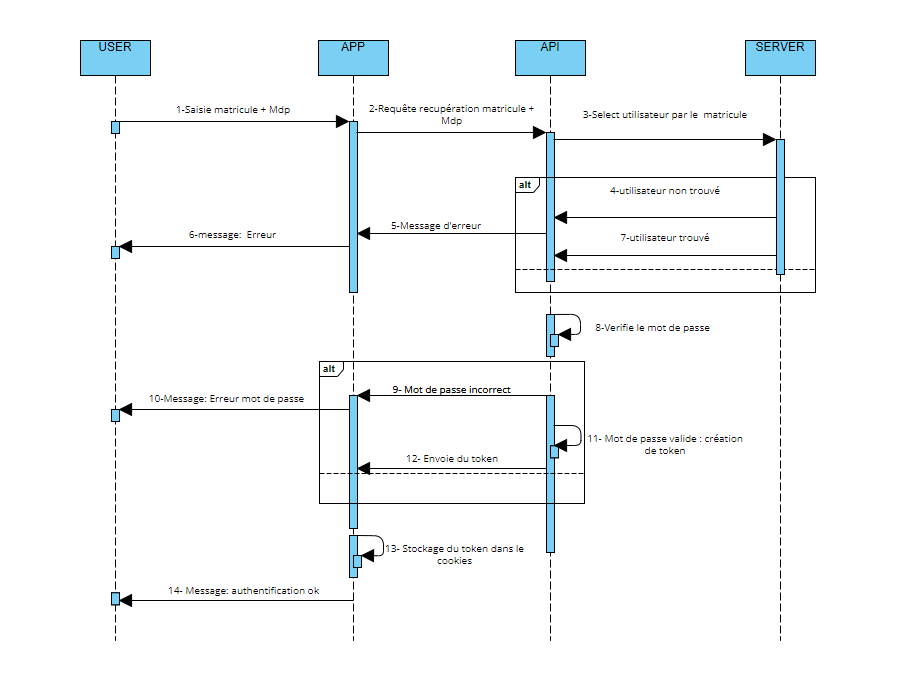 USER
APP
API
SERVER
1-Saisie matricule + Mdp
2-Requête recupération matricule +
Mdp
3-Select utilisateur par le  matricule
alt
4-utilisateur non trouvé
5-Message d'erreur
6-message:  Erreur
7-utilisateur trouvé
8-Verifie le mot de passe
alt
9- Mot de passe incorrect
10-Message: Erreur mot de passe
11- Mot de passe valide : création
de token
12- Envoie du token
13- Stockage du token dans le
cookies
14- Message: authentification ok